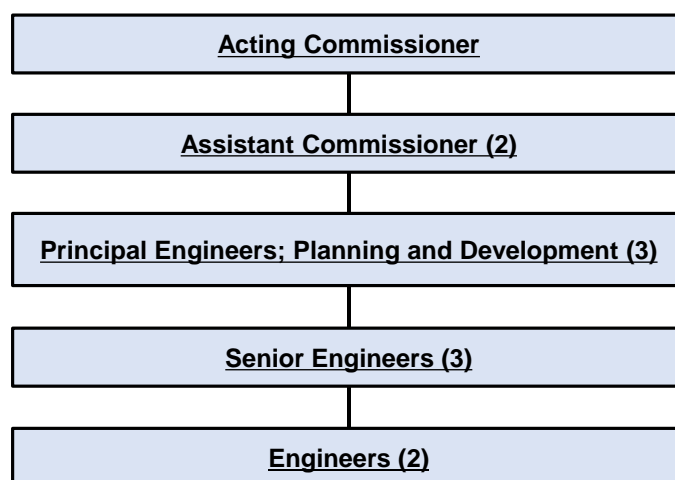 Acting Commissioner
Assistant Commissioner (2)
Principal Engineers; Planning and Development (3)
Senior Engineers (3)
Engineers (2)